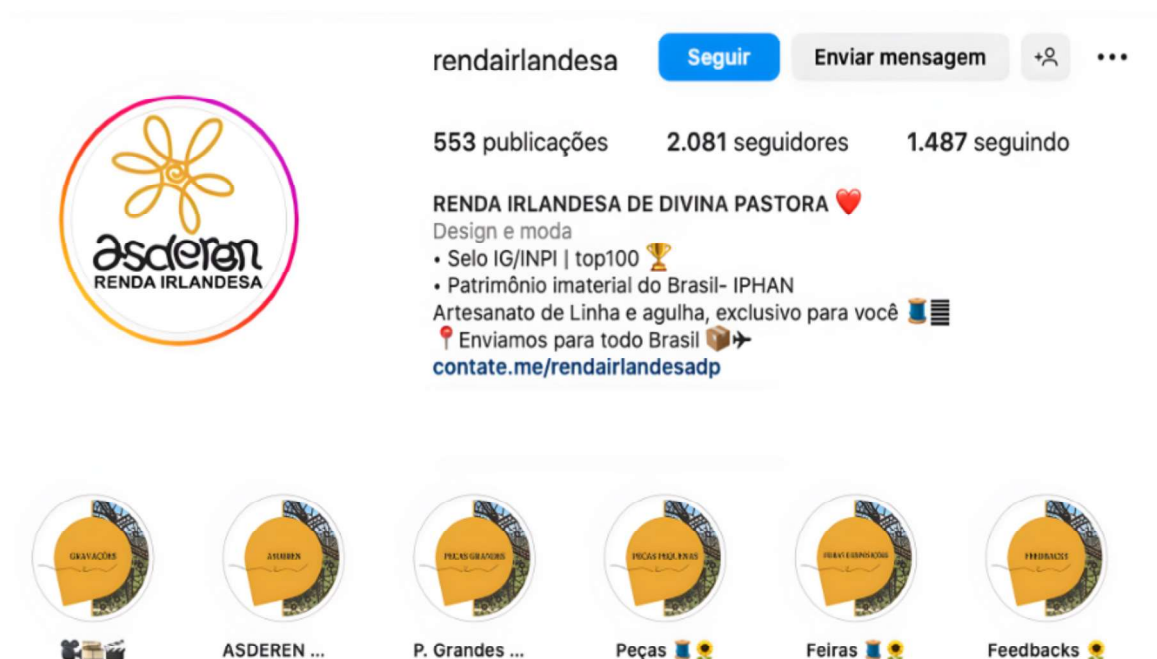 rendairlandesa Seguir Enviar mensagem
553 publicações 2.081 seguidores 1.487 seguindo
asderen
RENDA IRLANDESA
RENDA IRLANDESA DE DIVINA PASTORA ❤️
Design e moda
• Selo IG/INPI | top100 🏆
• Patrimônio imaterial do Brasil- IPHAN
Artesanato de Linha e agulha, exclusivo para você 🧵
📍Enviamos para todo Brasil 📦✈
contate.me/rendairlandesadp
GRAVAÇÕES
ASDEREN
PEÇAS GRANDES
PEÇAS PEQUENAS
FEIRAS E EXPOSIÇÕES
FEEDBACKS
ASDEREN ...
P. Grandes ...
Peças 🧵🌻
Feiras 🧵🌻
Feedbacks 🌻